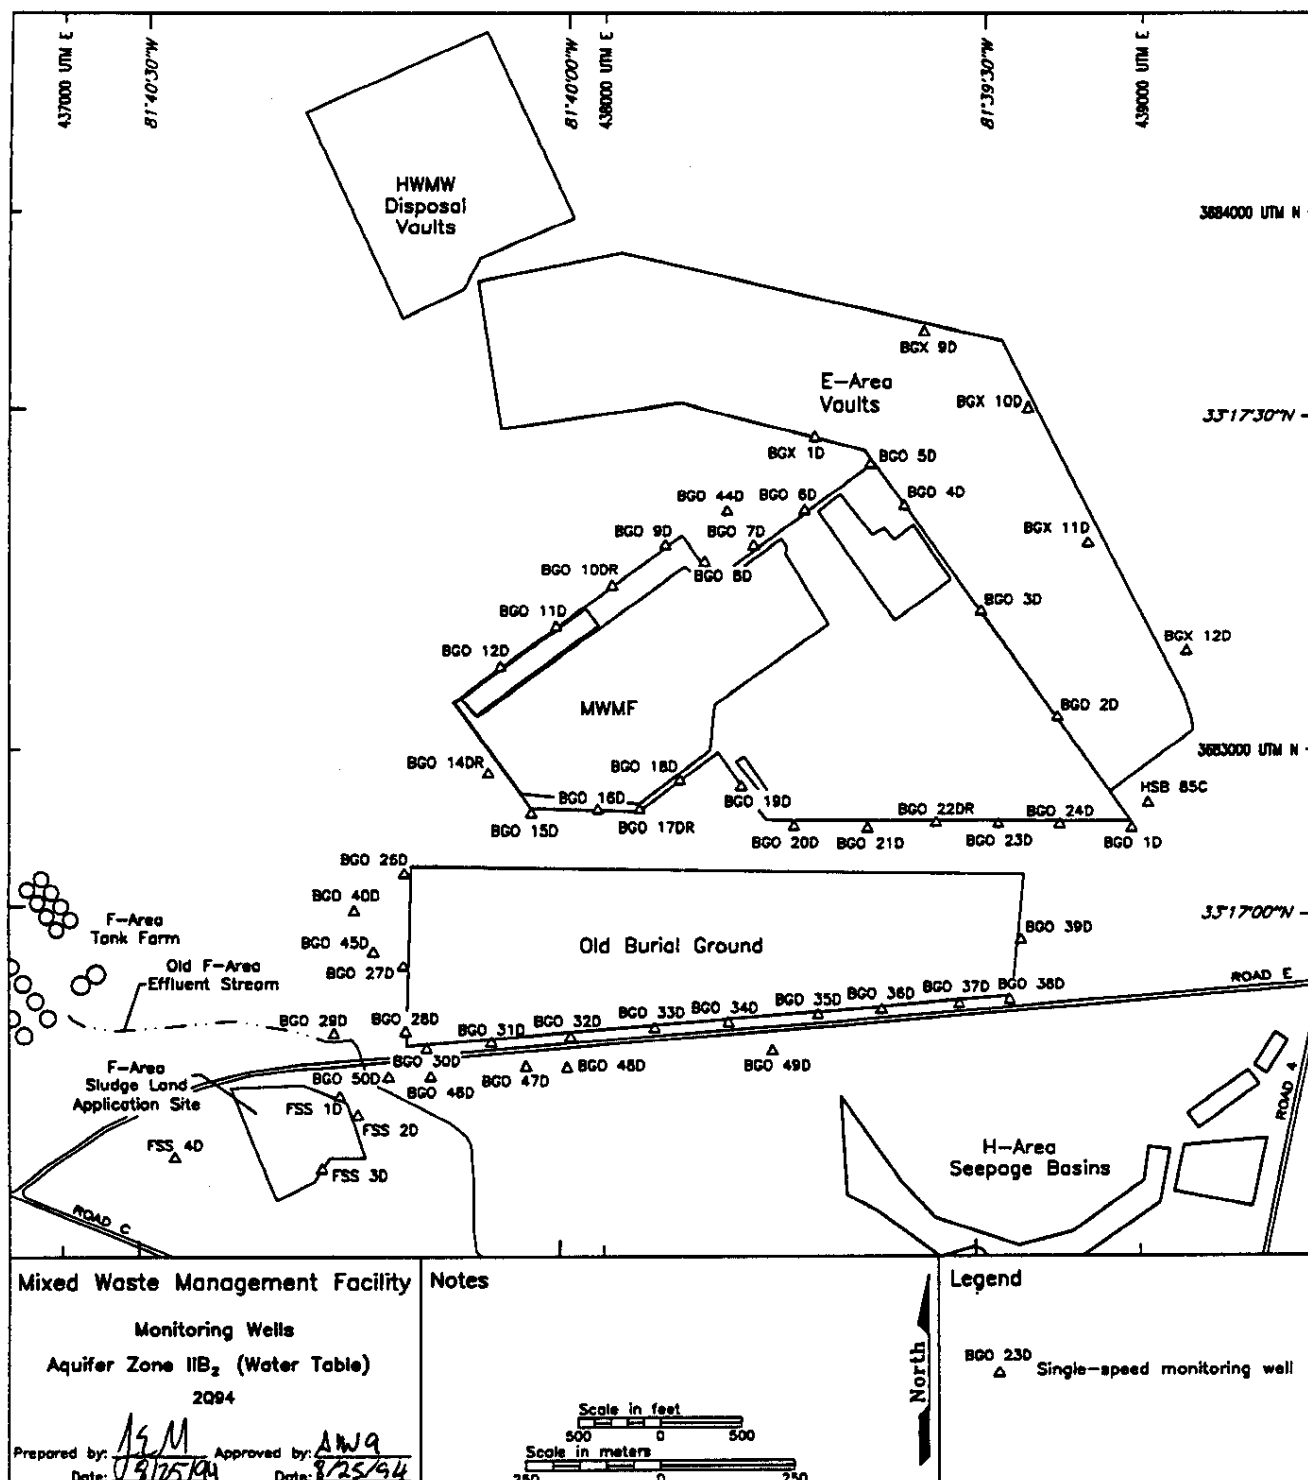 437000 UTM E
81°40'30"W
81°40'00"W
438000 UTM E
81°39'30"W
439000 UTM E
HWMW
Disposal
Vaults
3684000 UTM N
BGX 9D
E-Area
Vaults
BGX 10D
33°17'30"N
BGX 1D
BGO 5D
BGO 44D
BGO 6D
BGO 4D
BGO 9D
BGO 7D
BGX 11D
BGO 10DR
BGO 8D
BGO 11D
BGO 3D
BGO 12D
BGX 12D
MWMF
BGO 2D
3683000 UTM N
BGO 14DR
BGO 18D
HSB 85C
BGO 16D
BGO 19D
BGO 22DR
BGO 24D
BGO 15D
BGO 17DR
BGO 20D
BGO 21D
BGO 23D
BGO 1D
BGO 26D
BGO 40D
F-Area
Tank Farm
33°17'00"N
BGO 45D
Old Burial Ground
BGO 39D
BGO 27D
Old F-Area
Effluent Stream
ROAD E
BGO 37D
BGO 38D
BGO 36D
BGO 35D
BGO 34D
BGO 33D
BGO 32D
BGO 31D
BGO 28D
BGO 29D
BGO 30D
F-Area
Sludge Land
Application Site
BGO 50D
BGO 46D
BGO 47D
BGO 48D
BGO 49D
FSS 1D
FSS 2D
FSS 4D
FSS 3D
ROAD 4
H-Area
Seepage Basins
ROAD C
Mixed Waste Management Facility
Monitoring Wells
Aquifer Zone IIB₂ (Water Table)
2Q94
Prepared by: Approved by:
Date: 8/25/94 Date: 8/25/94
Notes
Scale in feet
500 0 500
Scale in meters
250 0 250
North
Legend
BGO 23D
Single-speed monitoring well